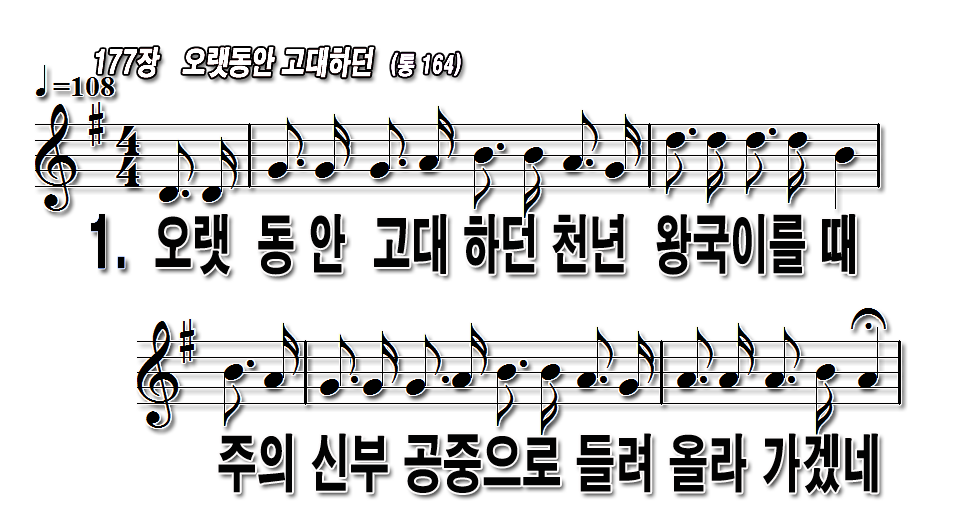 177장 오랫동안 고대하던 (통 164)
♩=108
4
4
1. 오랫 동 안 고대 하던 천년 왕국이를 때
주의 신부 공중으로 들려 올라 가겠네